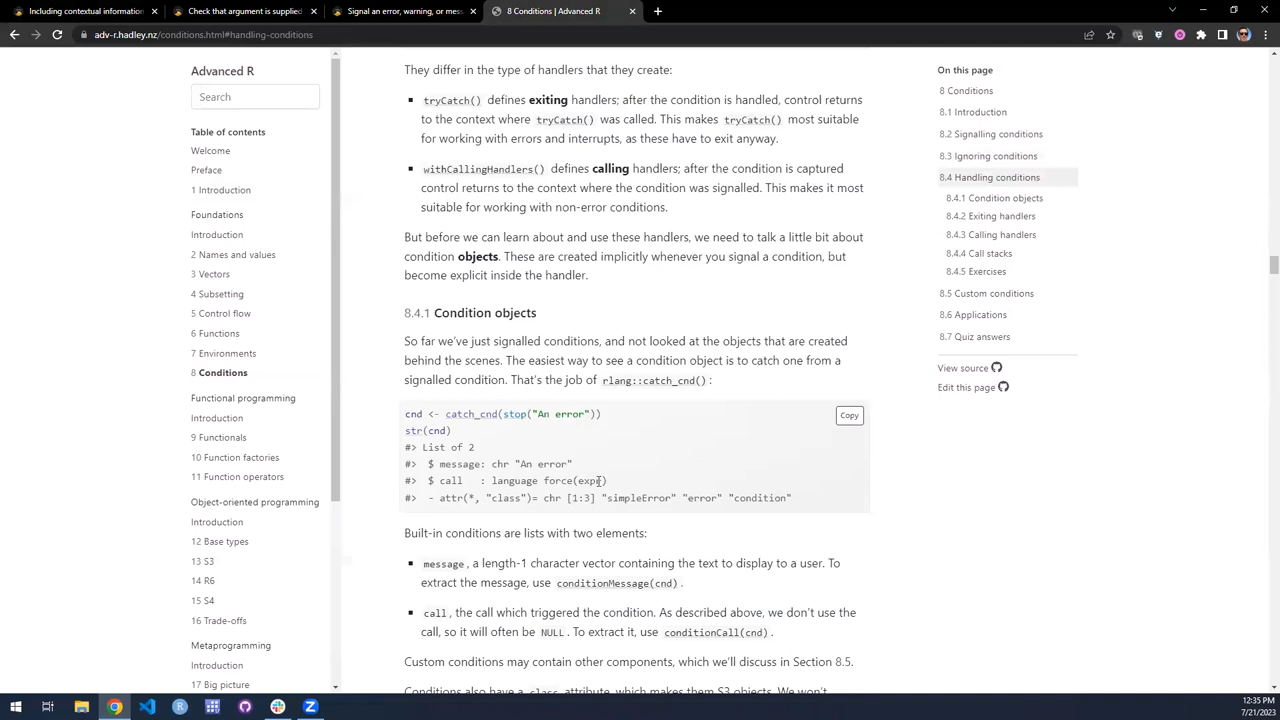 Including contextual information
Check that argument is supplied
Signal an error, warning, or mess
8 Conditions | Advanced R
adv-r.hadley.nz/conditions.html#handling-conditions
Advanced R
Search
Table of contents
Welcome
Preface
1 Introduction
Foundations
Introduction
2 Names and values
3 Vectors
4 Subsetting
5 Control flow
6 Functions
7 Environments
8 Conditions
Functional programming
Introduction
9 Functionals
10 Function factories
11 Function operators
Object-oriented programming
Introduction
12 Base types
13 S3
14 R6
15 S4
16 Trade-offs
Metaprogramming
Introduction
17 Big picture
They differ in the type of handlers that they create:
tryCatch() defines exiting handlers; after the condition is handled, control returns
to the context where tryCatch() was called. This makes tryCatch() most suitable
for working with errors and interrupts, as these have to exit anyway.
withCallingHandlers() defines calling handlers; after the condition is captured
control returns to the context where the condition was signalled. This makes it most
suitable for working with non-error conditions.
But before we can learn about and use these handlers, we need to talk a little bit about
condition objects. These are created implicitly whenever you signal a condition, but
become explicit inside the handler.
8.4.1 Condition objects
So far we've just signalled conditions, and not looked at the objects that are created
behind the scenes. The easiest way to see a condition object is to catch one from a
signalled condition. That's the job of rlang::catch_cnd():
cnd <- catch_cnd(stop("An error"))
Copy
str(cnd)
#> List of 2
#>  $ message: chr "An error"
#>  $ call   : language force(expr)
#>  - attr(*, "class")= chr [1:3] "simpleError" "error" "condition"
Built-in conditions are lists with two elements:
message, a length-1 character vector containing the text to display to a user. To
extract the message, use conditionMessage(cnd).
call, the call which triggered the condition. As described above, we don't use the
call, so it will often be NULL. To extract it, use conditionCall(cnd).
Custom conditions may contain other components, which we'll discuss in Section 8.5.
Conditions also have a class attribute, which makes them S3 objects. We won't
On this page
8 Conditions
8.1 Introduction
8.2 Signalling conditions
8.3 Ignoring conditions
8.4 Handling conditions
8.4.1 Condition objects
8.4.2 Exiting handlers
8.4.3 Calling handlers
8.4.4 Call stacks
8.4.5 Exercises
8.5 Custom conditions
8.6 Applications
8.7 Quiz answers
View source
Edit this page
12:35 PM
7/21/2023